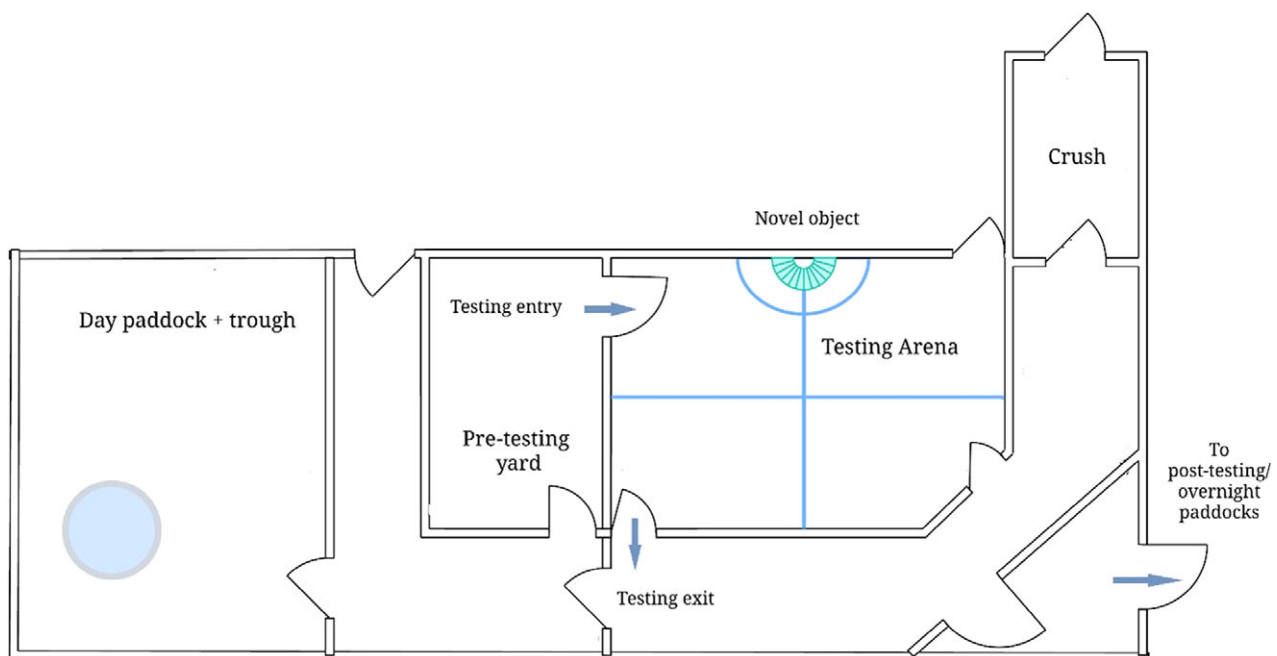 Crush
Novel object
Testing entry
Day paddock + trough
Testing Arena
Pre-testing
yard
To
post-testing/
overnight
paddocks
Testing exit